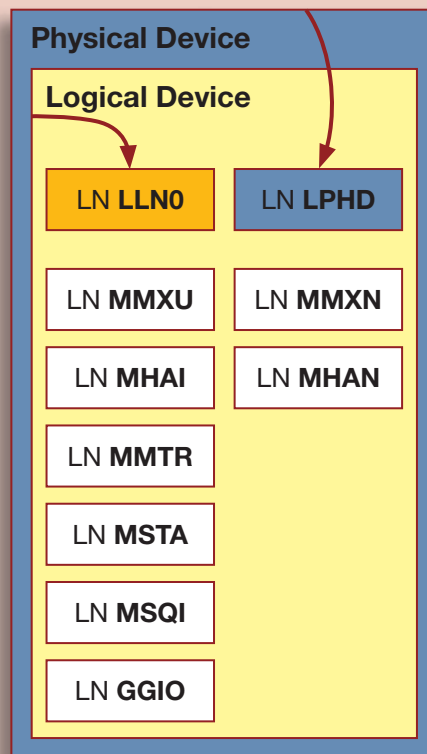 Physical Device
Logical Device
LN LLN0 LN LPHD
LN MMXU LN MMXN
LN MHAI LN MHAN
LN MMTR
LN MSTA
LN MSQI
LN GGIO